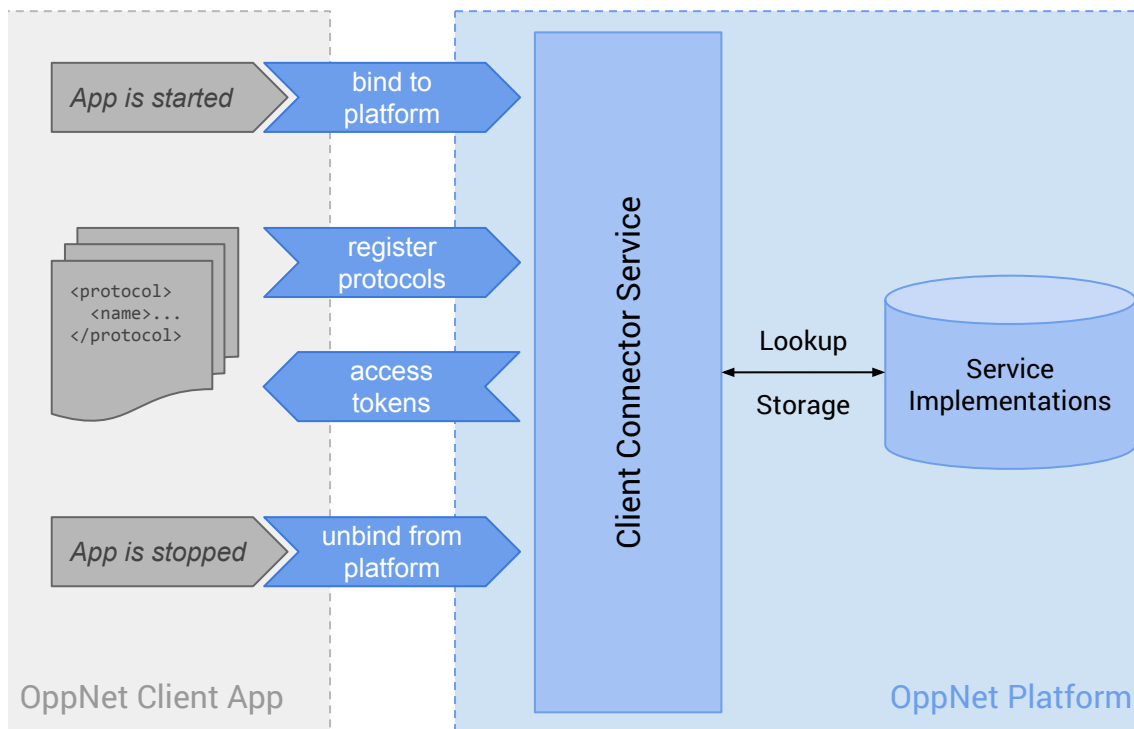 App is started
bind to
platform
register
protocols
<protocol>
  <name>...
</protocol>
access
tokens
App is stopped
unbind from
platform
Client Connector Service
Lookup
Storage
Service
Implementations
OppNet Client App
OppNet Platform